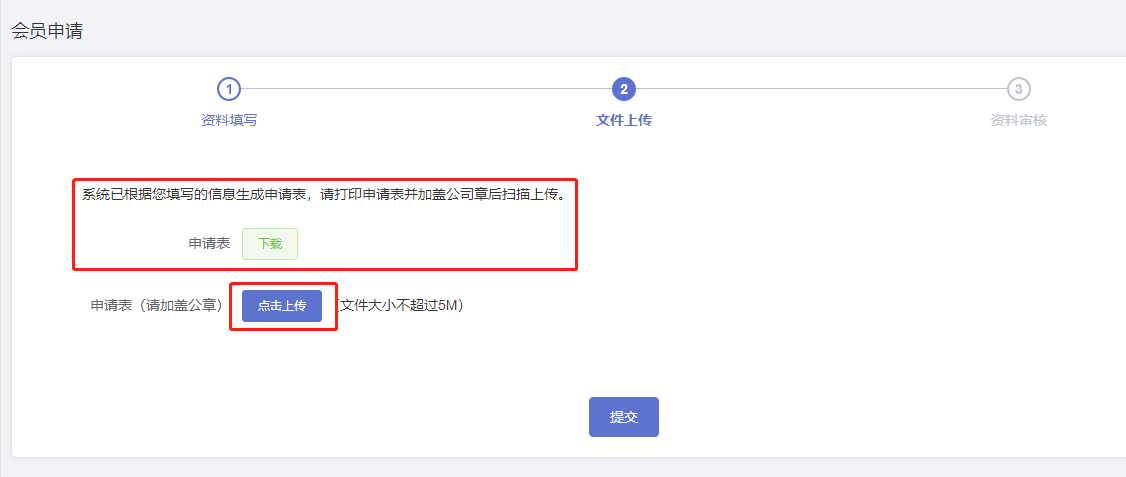 会员申请
1
2
3
资料填写
文件上传
资料审核
系统已根据您填写的信息生成申请表，请打印申请表并加盖公司章后扫描上传。
申请表 下载
申请表（请加盖公章） 点击上传 文件大小不超过5M）
提交